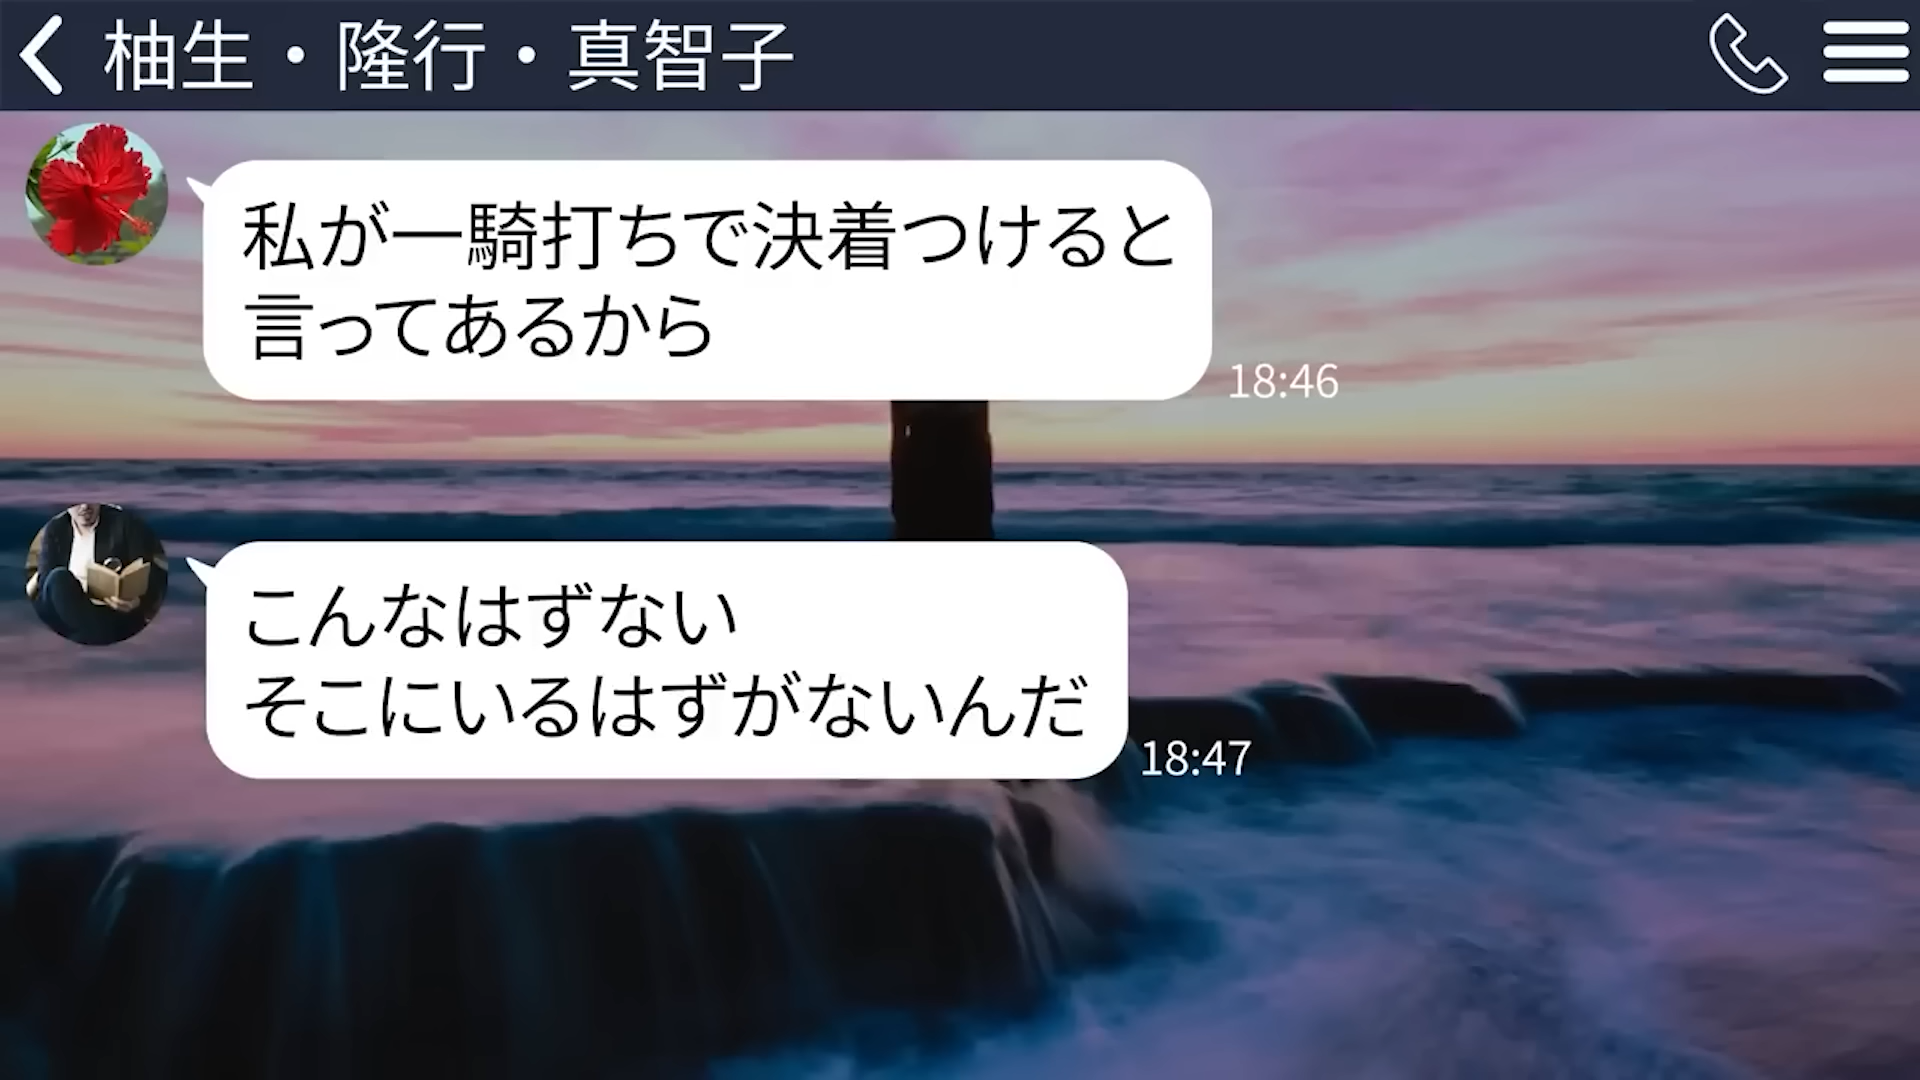 柚生・隆行・真智子
私が一騎打ちで決着つけると
言ってあるから
18:46
こんなはずない
そこにいるはずがないんだ
18:47